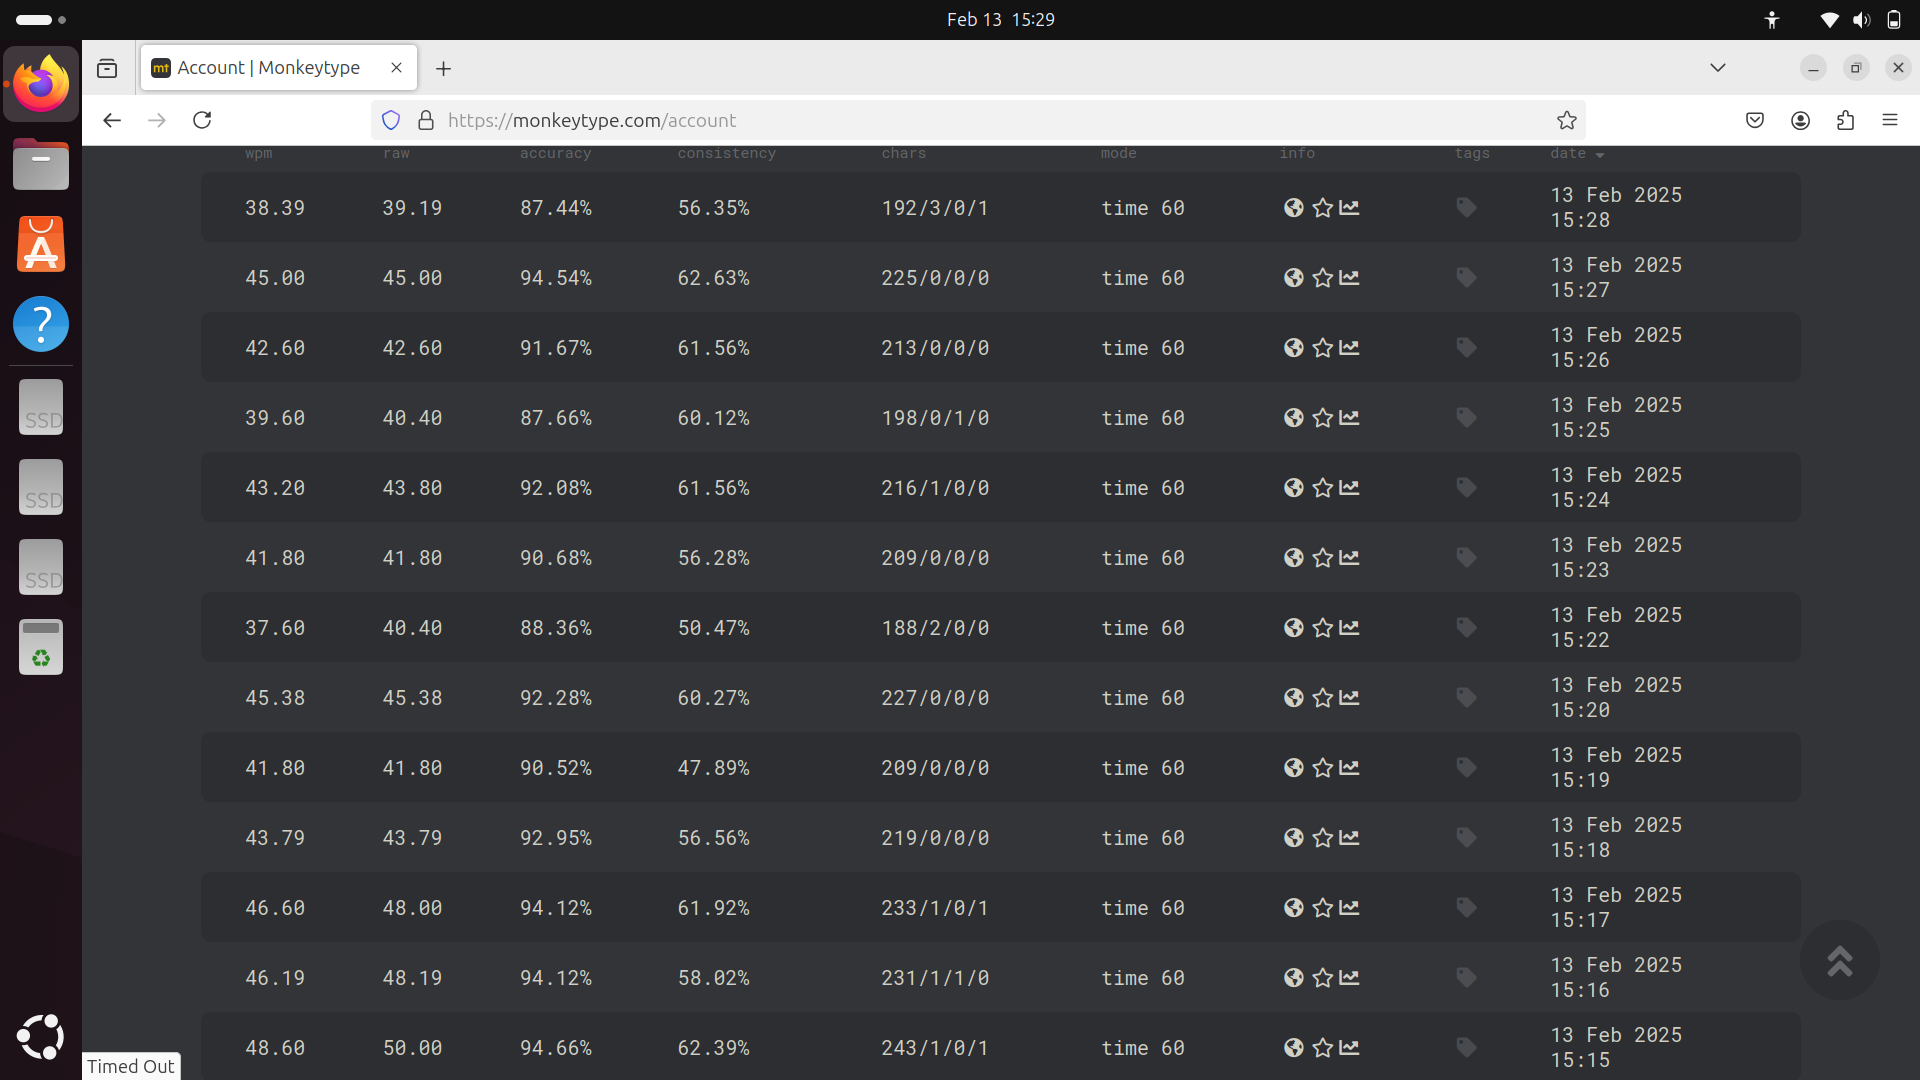 Feb 13 15:29
mt Account | Monkeytype
https://monkeytype.com/account
wpm raw accuracy consistency chars mode info tags date
38.39 39.19 87.44% 56.35% 192/3/0/1 time 60 13 Feb 2025
15:28
45.00 45.00 94.54% 62.63% 225/0/0/0 time 60 13 Feb 2025
15:27
42.60 42.60 91.67% 61.56% 213/0/0/0 time 60 13 Feb 2025
15:26
39.60 40.40 87.66% 60.12% 198/0/1/0 time 60 13 Feb 2025
15:25
43.20 43.80 92.08% 61.56% 216/1/0/0 time 60 13 Feb 2025
15:24
41.80 41.80 90.68% 56.28% 209/0/0/0 time 60 13 Feb 2025
15:23
37.60 40.40 88.36% 50.47% 188/2/0/0 time 60 13 Feb 2025
15:22
45.38 45.38 92.28% 60.27% 227/0/0/0 time 60 13 Feb 2025
15:20
41.80 41.80 90.52% 47.89% 209/0/0/0 time 60 13 Feb 2025
15:19
43.79 43.79 92.95% 56.56% 219/0/0/0 time 60 13 Feb 2025
15:18
46.60 48.00 94.12% 61.92% 233/1/0/1 time 60 13 Feb 2025
15:17
46.19 48.19 94.12% 58.02% 231/1/1/0 time 60 13 Feb 2025
15:16
48.60 50.00 94.66% 62.39% 243/1/0/1 time 60 13 Feb 2025
15:15
SSD
SSD
SSD
Timed Out